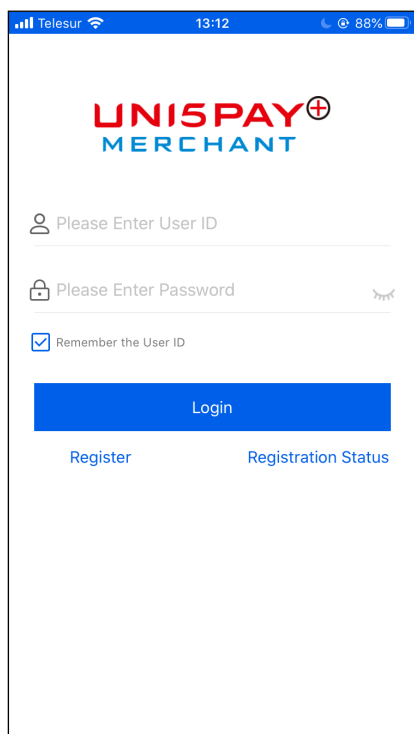 Telesur 13:12 88%
UNI5PAY+
MERCHANT
Please Enter User ID
Please Enter Password
Remember the User ID
Login
Register Registration Status